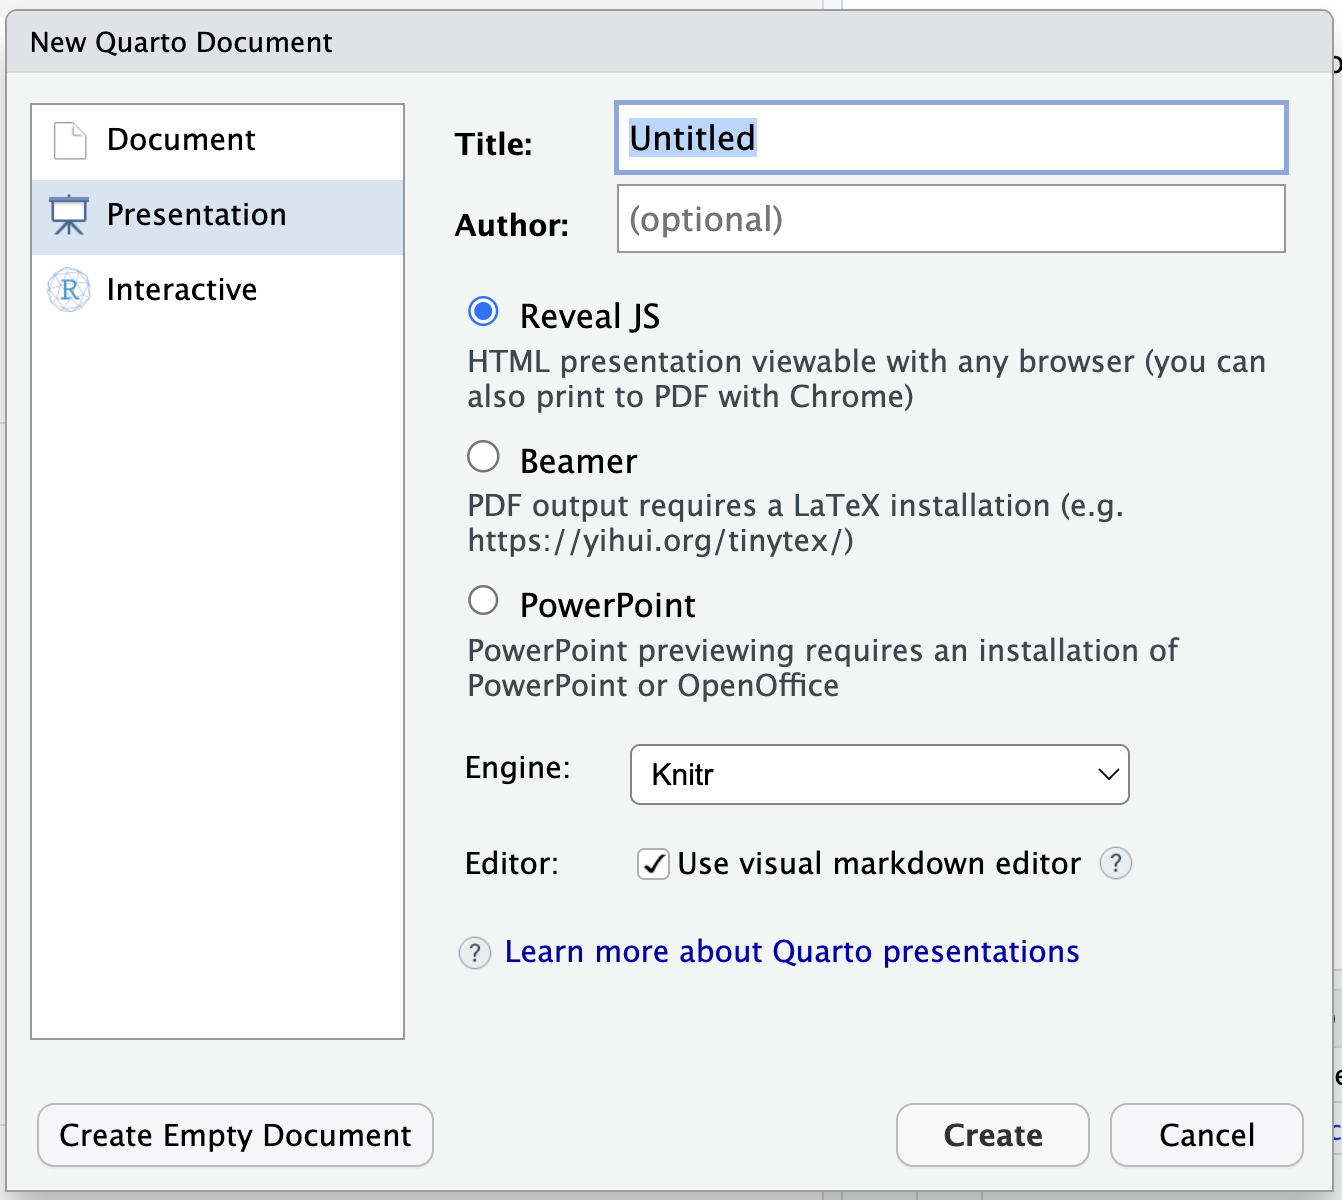 New Quarto Document
Document
Presentation
Interactive
Title: Untitled
Author: (optional)
Reveal JS
HTML presentation viewable with any browser (you can
also print to PDF with Chrome)
Beamer
PDF output requires a LaTeX installation (e.g.
https://yihui.org/tinytex/)
PowerPoint
PowerPoint previewing requires an installation of
PowerPoint or OpenOffice
Engine: Knitr
Editor: Use visual markdown editor ?
? Learn more about Quarto presentations
Create Empty Document
Create
Cancel